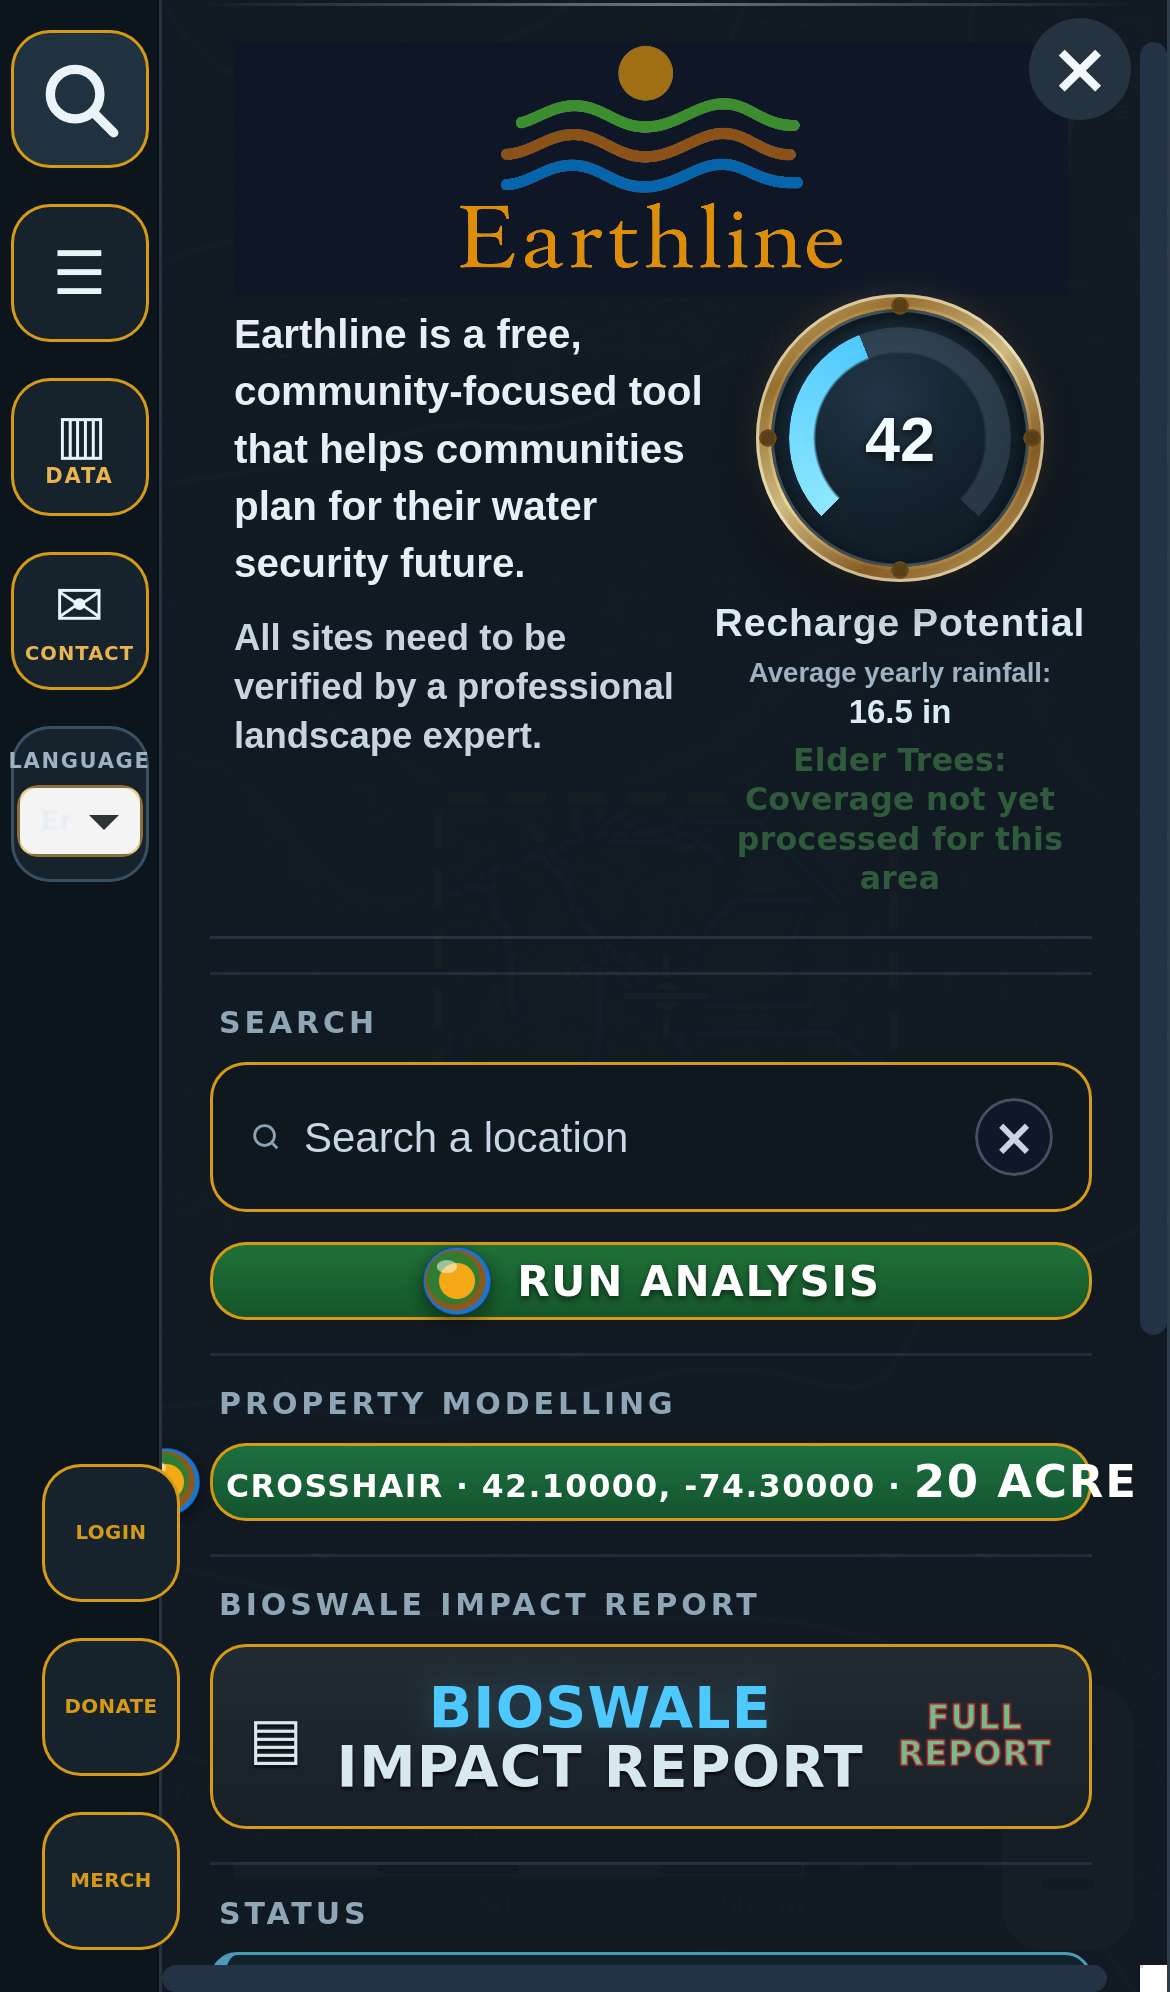 Earthline
Earthline is a free,
community-focused tool
that helps communities
plan for their water
security future.
All sites need to be
verified by a professional
landscape expert.
42
Recharge Potential
Average yearly rainfall:
16.5 in
Elder Trees:
Coverage not yet
processed for this
area
DATA
CONTACT
LANGUAGE
SEARCH
Search a location
RUN ANALYSIS
PROPERTY MODELLING
CROSSHAIR · 42.10000, -74.30000 · 20 ACRE
BIOSWALE IMPACT REPORT
BIOSWALE
IMPACT REPORT
FULL
REPORT
STATUS
LOGIN
DONATE
MERCH